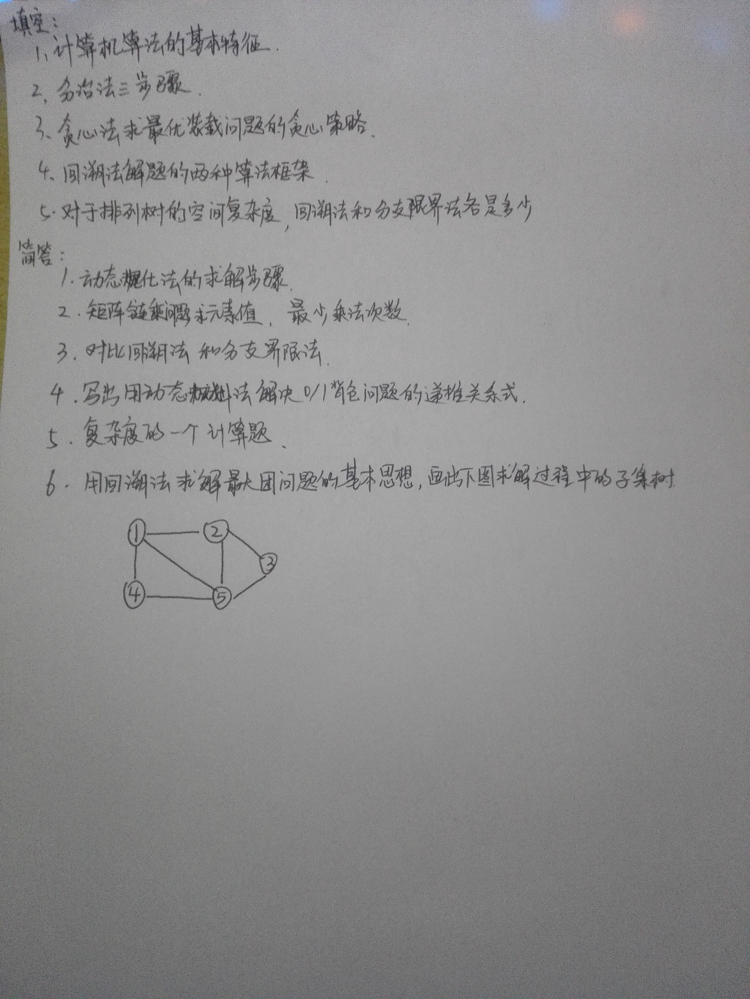 填空：
1、计算机算法的基本特征.
2、分治法三步骤.
3、贪心法求最优装载问题的贪心策略.
4、回溯法解题的两种算法框架.
5.对于排列树的空间复杂度,回溯法和分支限界法各是多少
简答：
1.动态规化法的求解步骤.
2.矩阵链乘问题求元素值，最少乘法次数.
3.对比回溯法和分支界限法.
4.写出用动态规划法解决0/1背包问题的递推关系式.
5.复杂度的一个计算题、
6.用回溯法求解最大团问题的基本思想,画出下图求解过程中的子集树.
① ②
③
④ ⑤